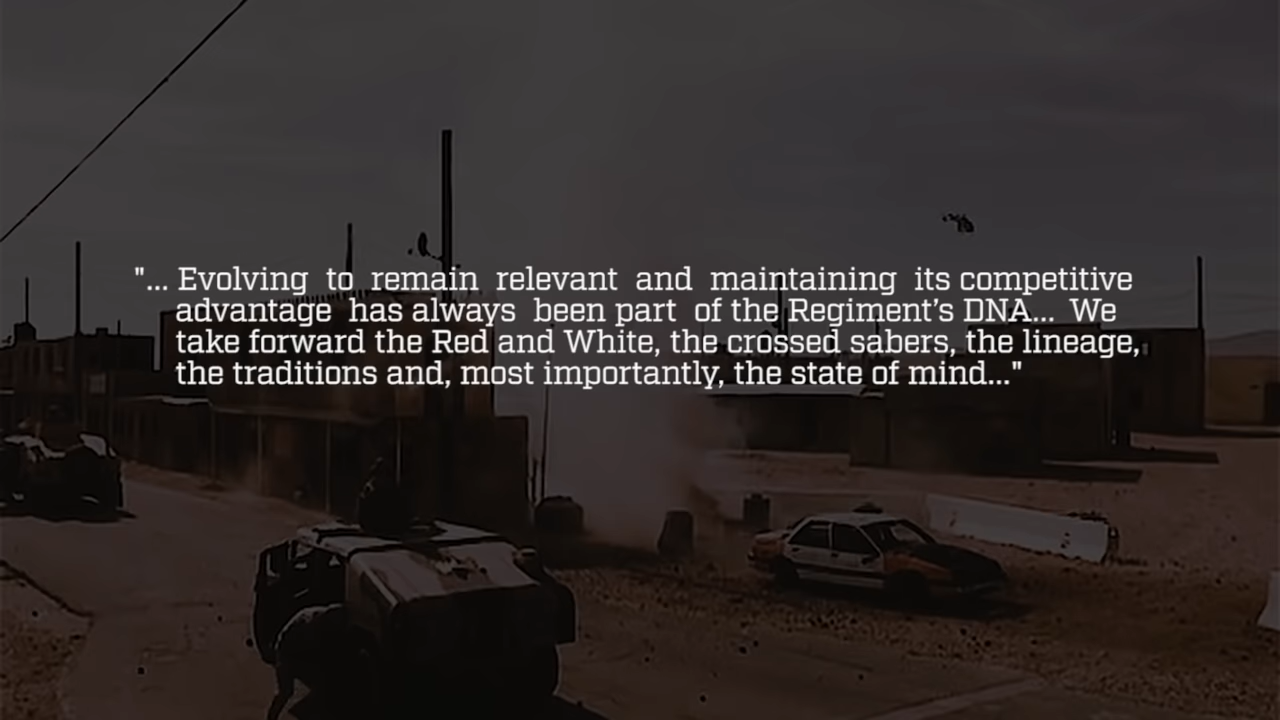 "... Evolving to remain relevant and maintaining its competitive
advantage has always been part of the Regiment's DNA... We
take forward the Red and White, the crossed sabers, the lineage,
the traditions and, most importantly, the state of mind..."